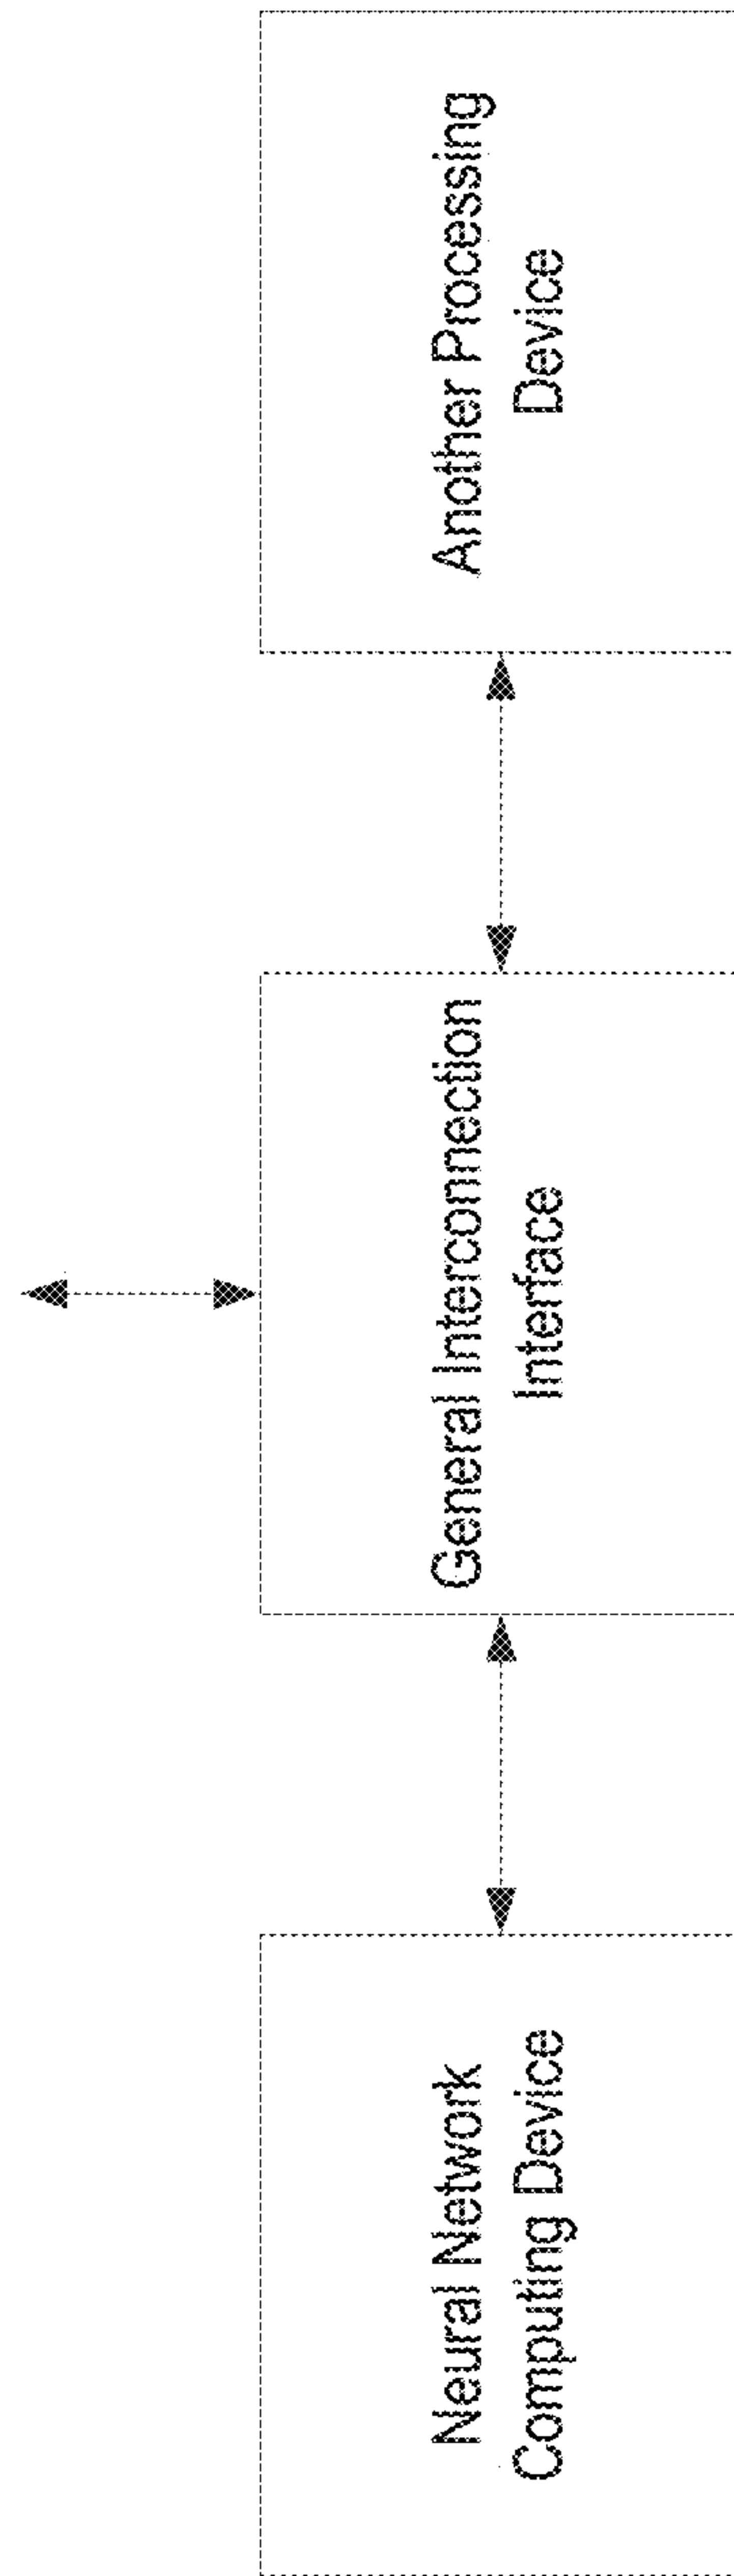 Neural Network
Computing Device
General Interconnection
Interface
Another Processing
Device